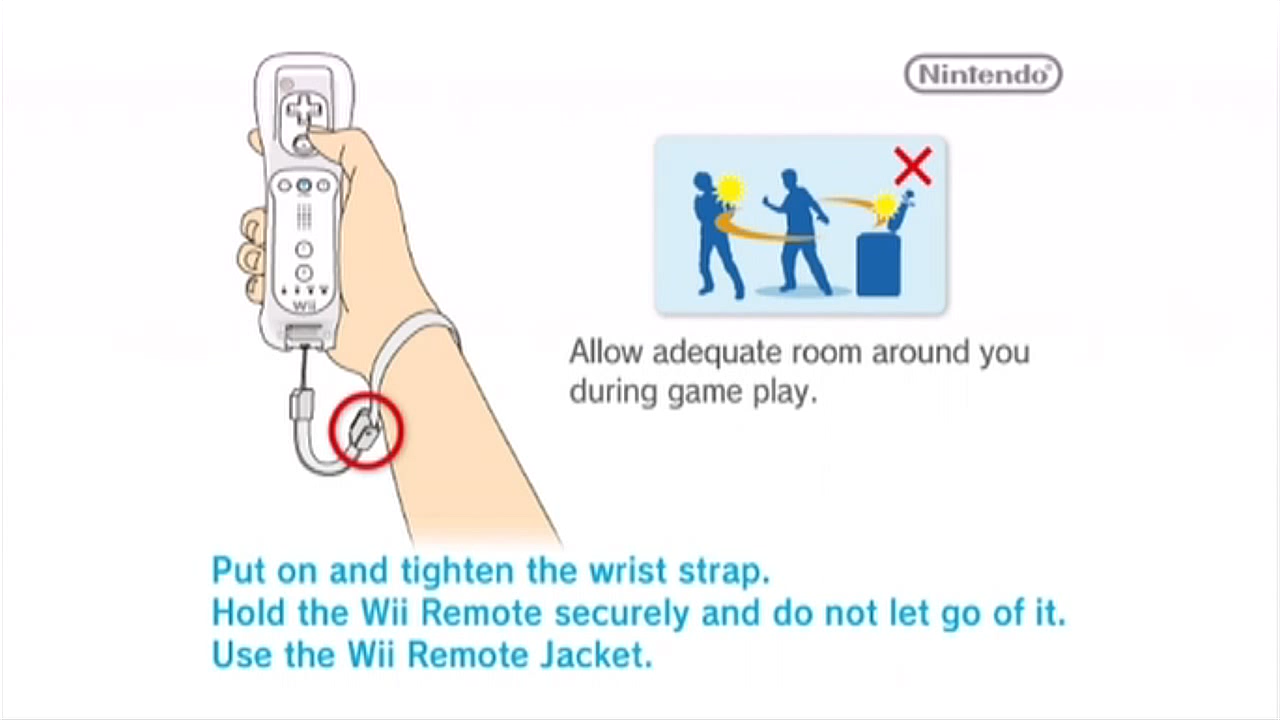 Nintendo®
Wii
Allow adequate room around you
during game play.
Put on and tighten the wrist strap.
Hold the Wii Remote securely and do not let go of it.
Use the Wii Remote Jacket.